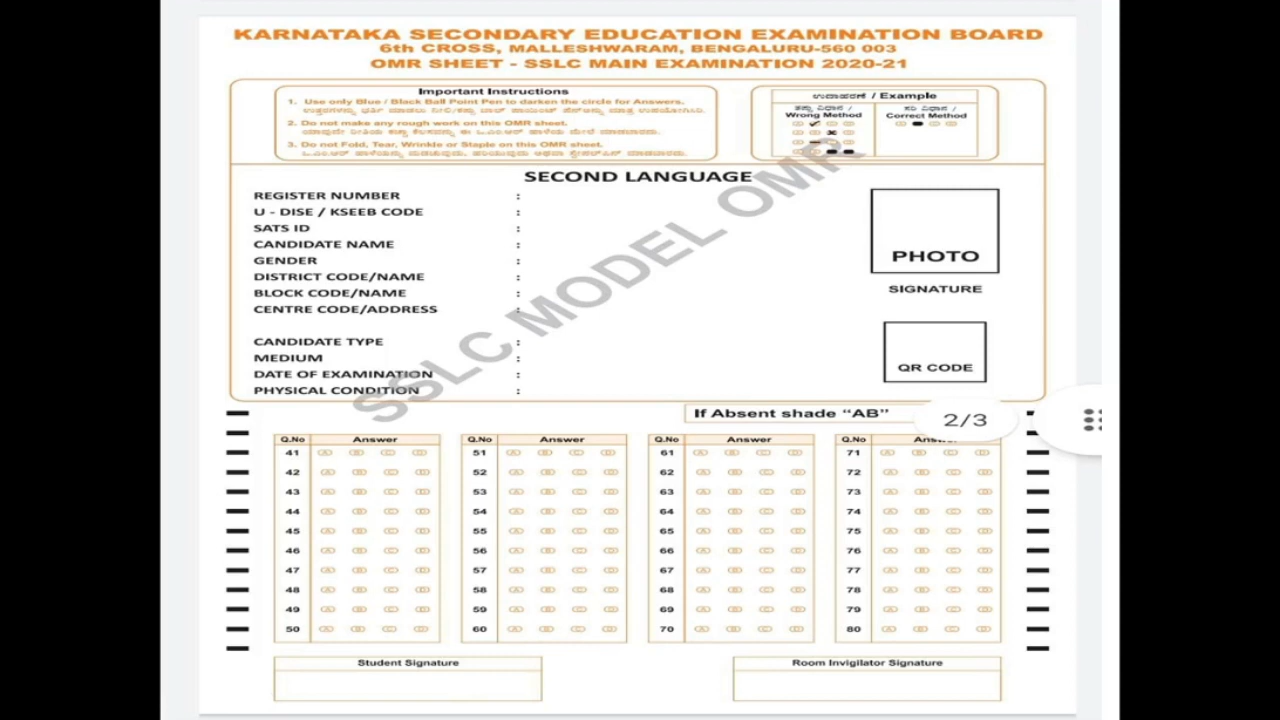 KARNATAKA SECONDARY EDUCATION EXAMINATION BOARD
6th CROSS, MALLESHWARAM, BENGALURU-560 003
OMR SHEET - SSLC MAIN EXAMINATION 2020-21
Important Instructions
1. Use only Blue / Black Ball Point Pen to darken the circle for Answers.
2. Do not make any rough work on this OMR sheet.
3. Do not Fold, Tear, Wrinkle or Staple on this OMR sheet.
ಉದಾಹರಣೆ / Example
ತಪ್ಪು ವಿಧಾನ / ಸರಿ ವಿಧಾನ /
Wrong Method Correct Method
SECOND LANGUAGE
REGISTER NUMBER :
U - DISE / KSEEB CODE :
SATS ID :
CANDIDATE NAME :
GENDER :
DISTRICT CODE/NAME :
BLOCK CODE/NAME :
CENTRE CODE/ADDRESS :
CANDIDATE TYPE :
MEDIUM :
DATE OF EXAMINATION :
PHYSICAL CONDITION :
PHOTO
SIGNATURE
QR CODE
SSLC MODEL OMR
If Absent shade “AB”
2/3
Q.No Answer Q.No Answer Q.No Answer Q.No
41 A B C D 51 A B C D 61 A B C D 71 A B C D
42 A B C D 52 A B C D 62 A B C D 72 A B C D
43 A B C D 53 A B C D 63 A B C D 73 A B C D
44 A B C D 54 A B C D 64 A B C D 74 A B C D
45 A B C D 55 A B C D 65 A B C D 75 A B C D
46 A B C D 56 A B C D 66 A B C D 76 A B C D
47 A B C D 57 A B C D 67 A B C D 77 A B C D
48 A B C D 58 A B C D 68 A B C D 78 A B C D
49 A B C D 59 A B C D 69 A B C D 79 A B C D
50 A B C D 60 A B C D 70 A B C D 80 A B C D
Student Signature Room Invigilator Signature